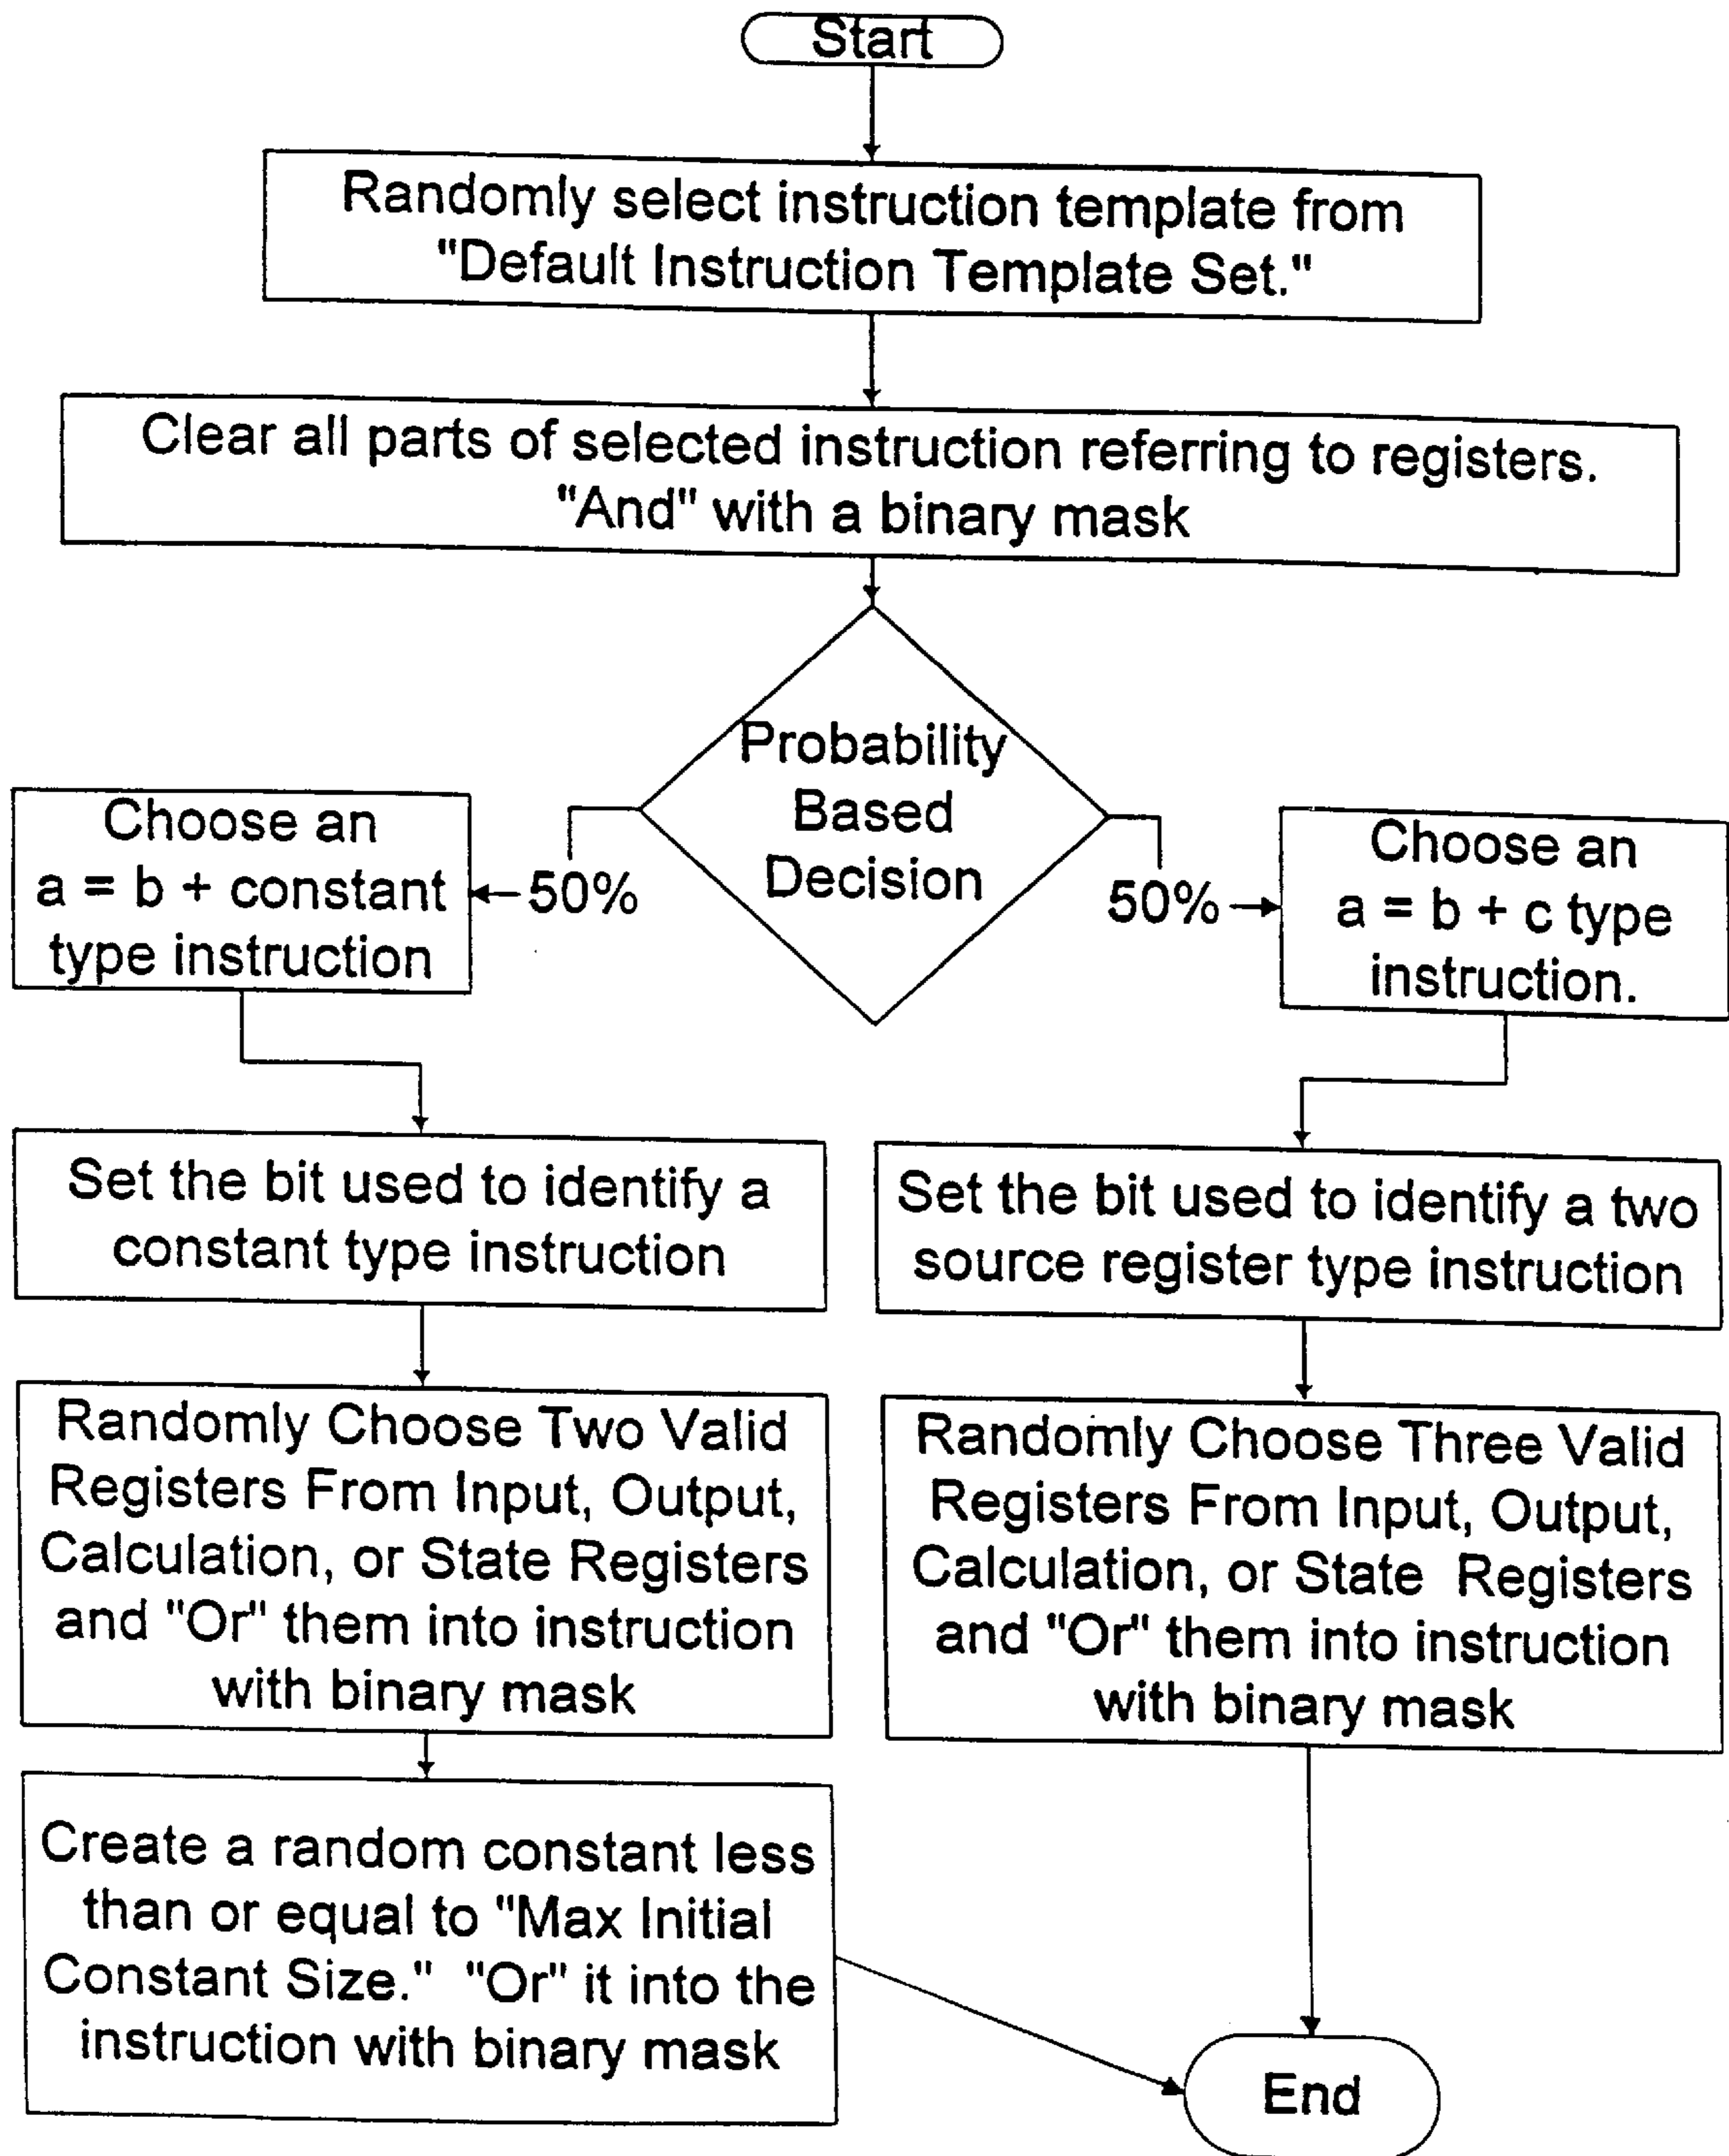 Start
Randomly select instruction template from
"Default Instruction Template Set."
Clear all parts of selected instruction referring to registers.
"And" with a binary mask
Probability
Based
Decision
50%
50%
Choose an
a = b + constant
type instruction
Choose an
a = b + c type
instruction.
Set the bit used to identify a
constant type instruction
Set the bit used to identify a two
source register type instruction
Randomly Choose Two Valid
Registers From Input, Output,
Calculation, or State Registers
and "Or" them into instruction
with binary mask
Randomly Choose Three Valid
Registers From Input, Output,
Calculation, or State Registers
and "Or" them into instruction
with binary mask
Create a random constant less
than or equal to "Max Initial
Constant Size." "Or" it into the
instruction with binary mask
End